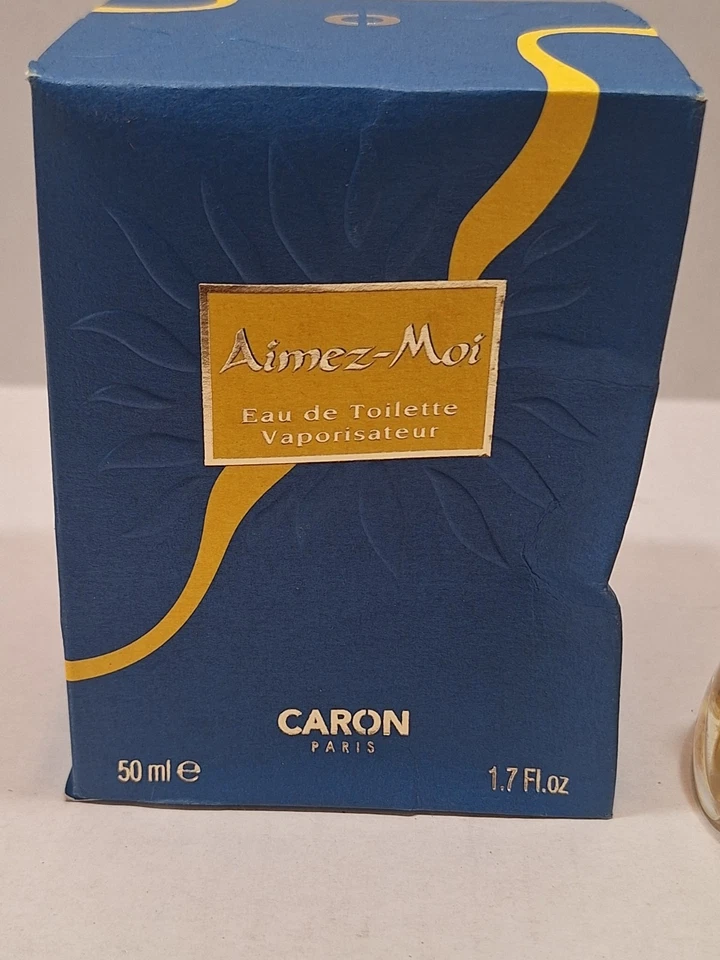 Aimez-Moi
Eau de Toilette
Vaporisateur
CARON
PARIS
50 ml ℮
1.7 Fl.oz